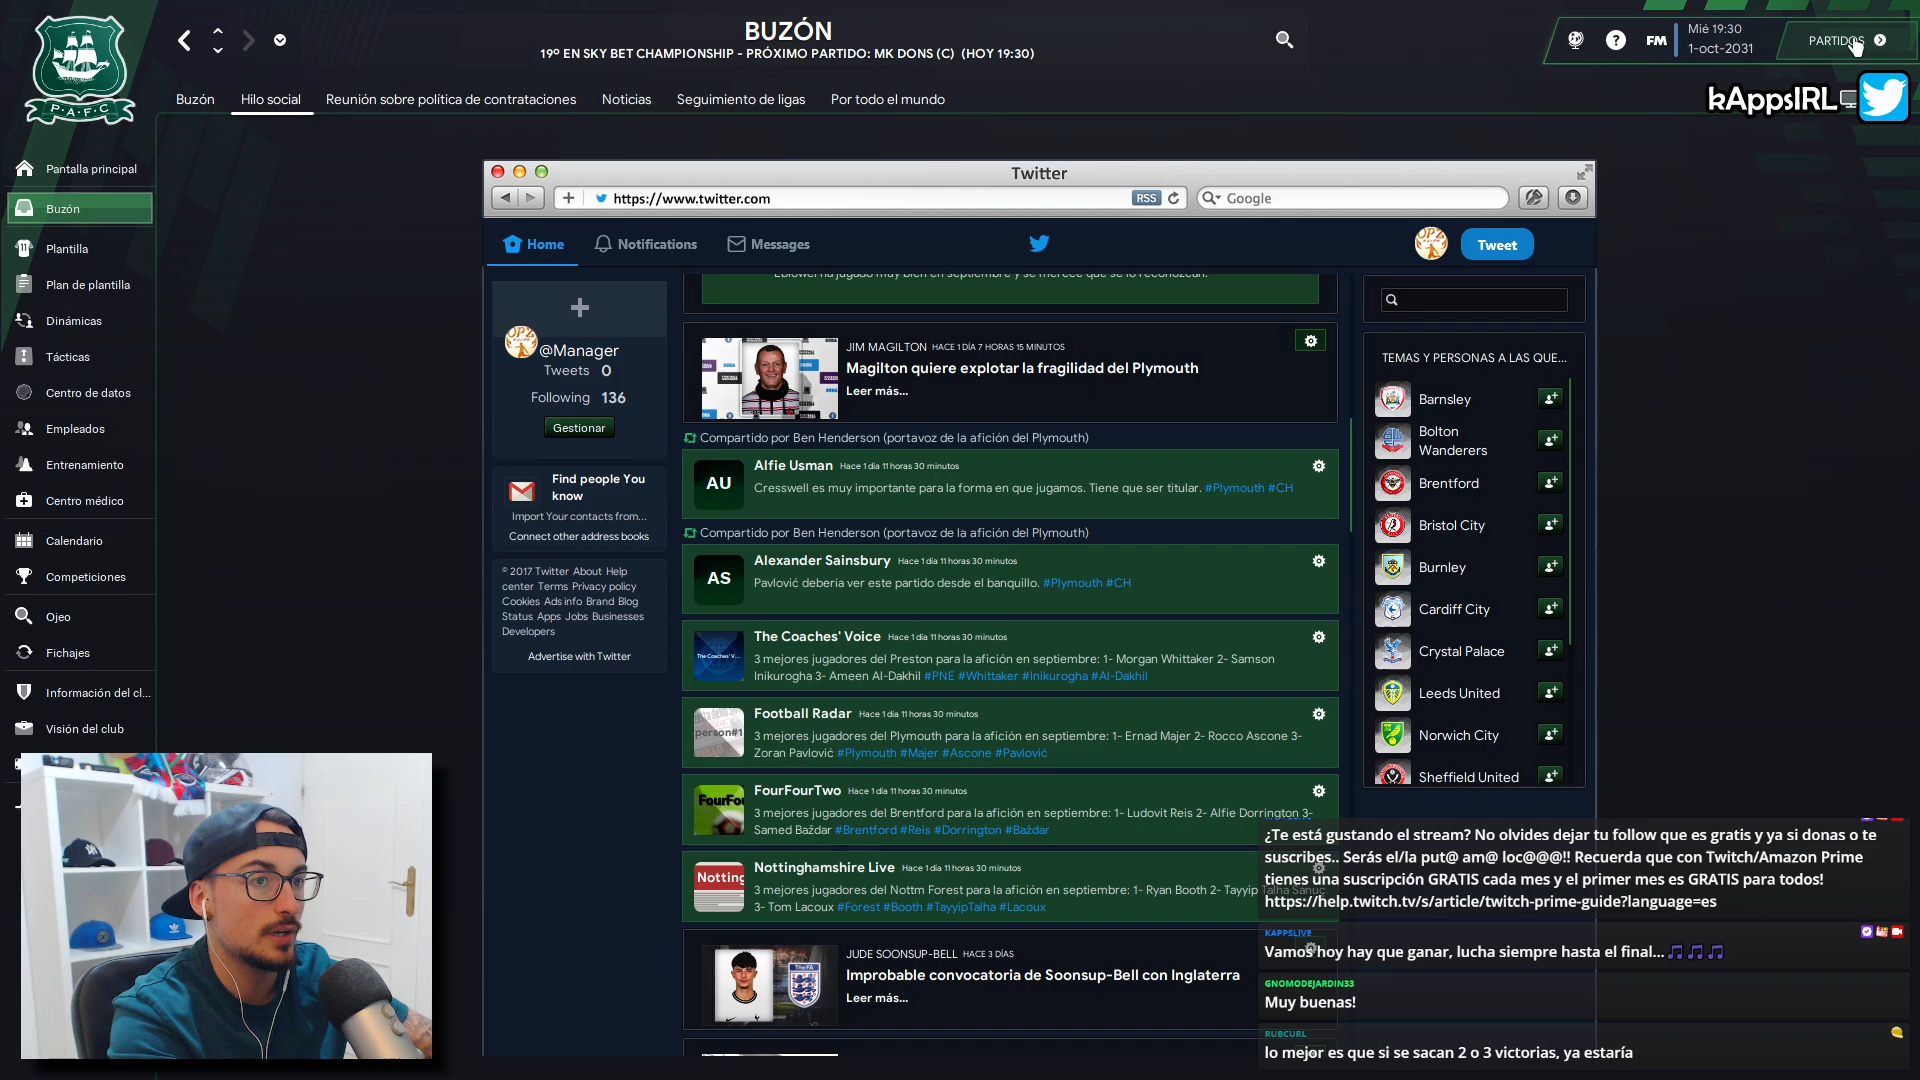 BUZÓN
19º EN SKY BET CHAMPIONSHIP - PRÓXIMO PARTIDO: MK DONS (C) (HOY 19:30)
FM
Mié 19:30
1-oct-2031
PARTIDOS
P·A·F·C
Buzón
Hilo social
Reunión sobre política de contrataciones
Noticias
Seguimiento de ligas
Por todo el mundo
kAppsIRL
Pantalla principal
Buzón
Plantilla
Plan de plantilla
Dinámicas
Tácticas
Centro de datos
Empleados
Entrenamiento
Centro médico
Calendario
Competiciones
Ojeo
Fichajes
Información del cl...
Visión del club
Twitter
https://www.twitter.com
RSS
Google
Home
Notifications
Messages
Tweet
@Manager
Tweets 0
Following 136
Gestionar
Find people You
know
Import Your contacts from...
Connect other address books
© 2017 Twitter About Help
center Terms Privacy policy
Cookies Ads info Brand Blog
Status Apps Jobs Businesses
Developers
Advertise with Twitter
ha jugado muy bien en septiembre y se merece que se lo reconozcan.
JIM MAGILTON HACE 1 DÍA 7 HORAS 15 MINUTOS
Magilton quiere explotar la fragilidad del Plymouth
Leer más...
Compartido por Ben Henderson (portavoz de la afición del Plymouth)
AU
Alfie Usman Hace 1 día 11 horas 30 minutos
Cresswell es muy importante para la forma en que jugamos. Tiene que ser titular. #Plymouth #CH
Compartido por Ben Henderson (portavoz de la afición del Plymouth)
AS
Alexander Sainsbury Hace 1 día 11 horas 30 minutos
Pavlović debería ver este partido desde el banquillo. #Plymouth #CH
The Coaches' V...
The Coaches' Voice Hace 1 día 11 horas 30 minutos
3 mejores jugadores del Preston para la afición en septiembre: 1- Morgan Whittaker 2- Samson
Inikurogha 3- Ameen Al-Dakhil #PNE #Whittaker #Inikurogha #Al-Dakhil
person#1
Football Radar Hace 1 día 11 horas 30 minutos
3 mejores jugadores del Plymouth para la afición en septiembre: 1- Ernad Majer 2- Rocco Ascone 3-
Zoran Pavlović #Plymouth #Majer #Ascone #Pavlović
FourFourTwo Hace 1 día 11 horas 30 minutos
3 mejores jugadores del Brentford para la afición en septiembre: 1- Ludovit Reis 2- Alfie Dorrington 3-
Samed Baždar #Brentford #Reis #Dorrington #Baždar
Notting
Nottinghamshire Live Hace 1 día 11 horas 30 minutos
3 mejores jugadores del Nottm Forest para la afición en septiembre: 1- Ryan Booth 2- Tayyip Talha Sanuç
3- Tom Lacoux #Forest #Booth #TayyipTalha #Lacoux
JUDE SOONSUP-BELL HACE 3 DÍAS
Improbable convocatoria de Soonsup-Bell con Inglaterra
Leer más...
TEMAS Y PERSONAS A LAS QUE...
Barnsley
Bolton
Wanderers
Brentford
Bristol City
Burnley
Cardiff City
Crystal Palace
Leeds United
Norwich City
Sheffield United
¿Te está gustando el stream? No olvides dejar tu follow que es gratis y ya si donas o te
suscribes.. Serás el/la put@ am@ loc@@@!! Recuerda que con Twitch/Amazon Prime
tienes una suscripción GRATIS cada mes y el primer mes es GRATIS para todos!
https://help.twitch.tv/s/article/twitch-prime-guide?language=es
KAPPSLIVE
Vamos hoy hay que ganar, lucha siempre hasta el final...🎵🎵🎵
GNOMODEJARDIN33
Muy buenas!
RUBCURL
lo mejor es que si se sacan 2 o 3 victorias, ya estaría